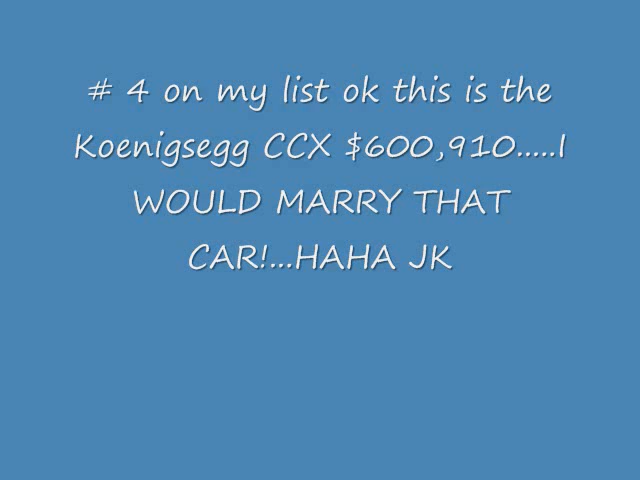 # 4 on my list ok this is the
Koenigsegg CCX $600,910.....I
WOULD MARRY THAT
CAR!...HAHA JK